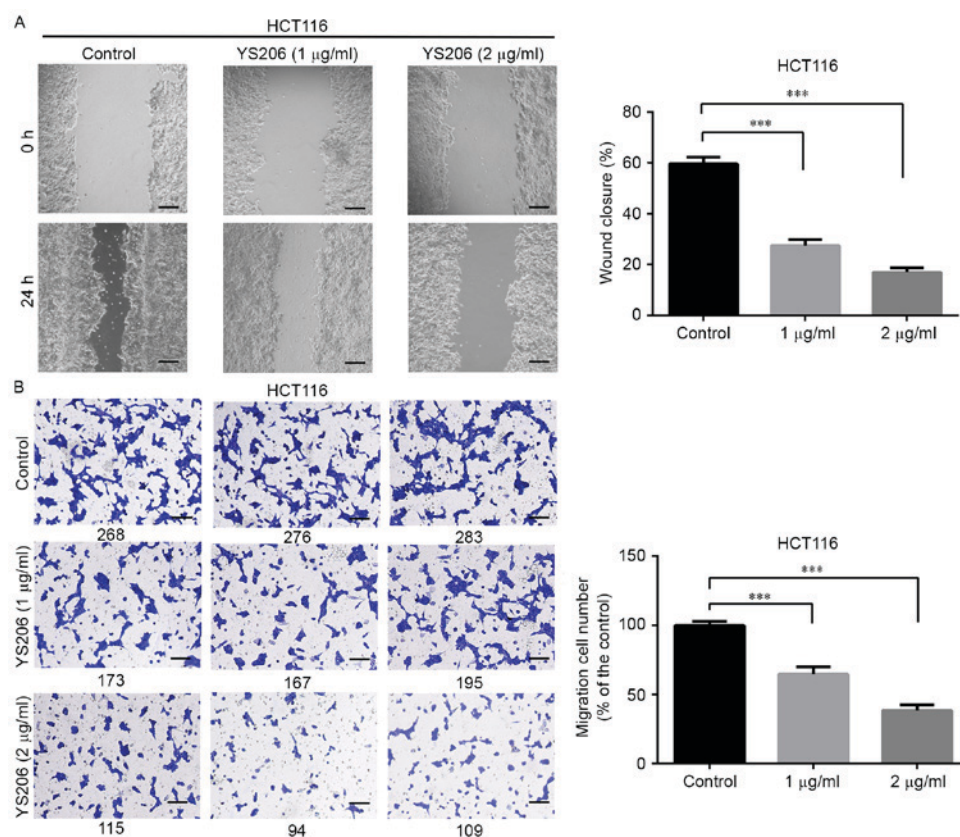 A
HCT116
Control
YS206 (1 μg/ml)
YS206 (2 μg/ml)
0 h
24 h
HCT116
Wound closure (%)
80
60
40
20
0
***
***
Control
1 μg/ml
2 μg/ml
B
HCT116
Control
268
276
283
YS206 (1 μg/ml)
173
167
195
YS206 (2 μg/ml)
115
94
109
HCT116
Migration cell number
(% of the control)
150
100
50
0
***
***
Control
1 μg/ml
2 μg/ml